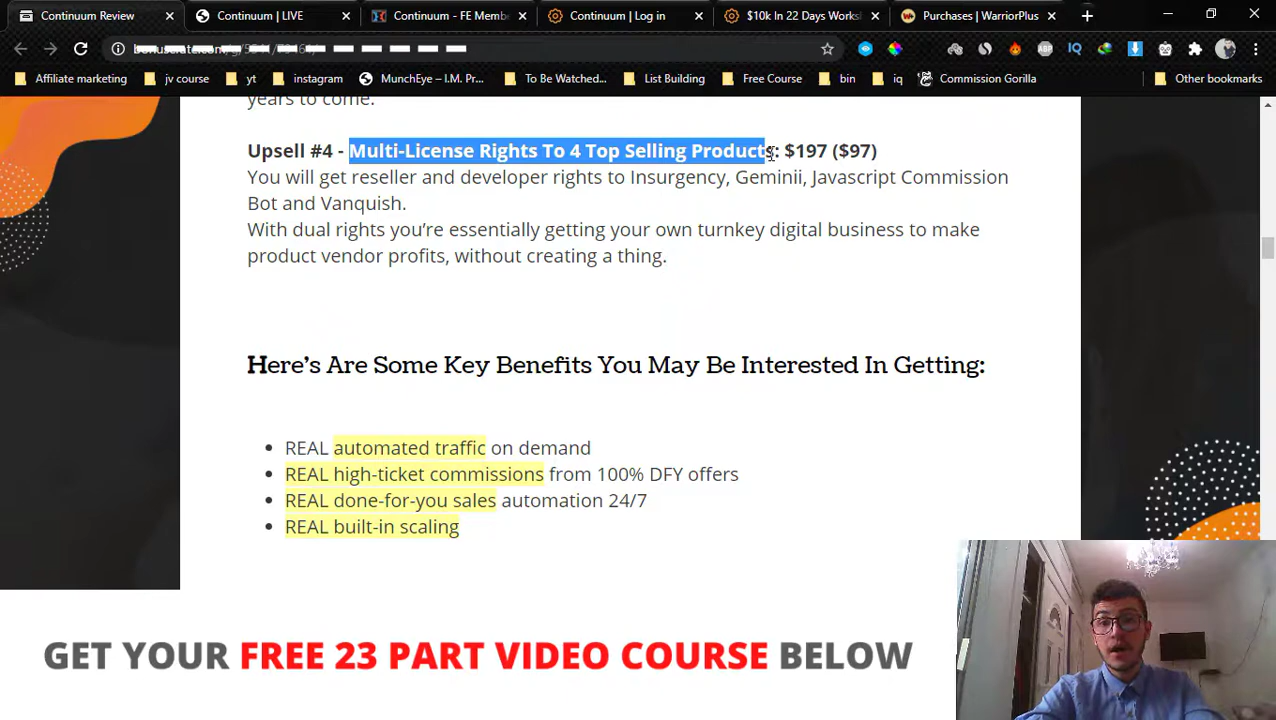 Continuum Review
Continuum | LIVE
Continuum - FE Memb
Continuum | Log in
$10k In 22 Days Works
Purchases | WarriorPlus
Affiliate marketing
jv course
yt
instagram
MunchEye – I.M. Pr...
To Be Watched...
List Building
Free Course
bin
iq
Commission Gorilla
Other bookmarks
years to come.
Upsell #4 - Multi-License Rights To 4 Top Selling Products: $197 ($97)
You will get reseller and developer rights to Insurgency, Geminii, Javascript Commission
Bot and Vanquish.
With dual rights you’re essentially getting your own turnkey digital business to make
product vendor profits, without creating a thing.
Here’s Are Some Key Benefits You May Be Interested In Getting:
REAL automated traffic on demand
REAL high-ticket commissions from 100% DFY offers
REAL done-for-you sales automation 24/7
REAL built-in scaling
GET YOUR FREE 23 PART VIDEO COURSE BELOW